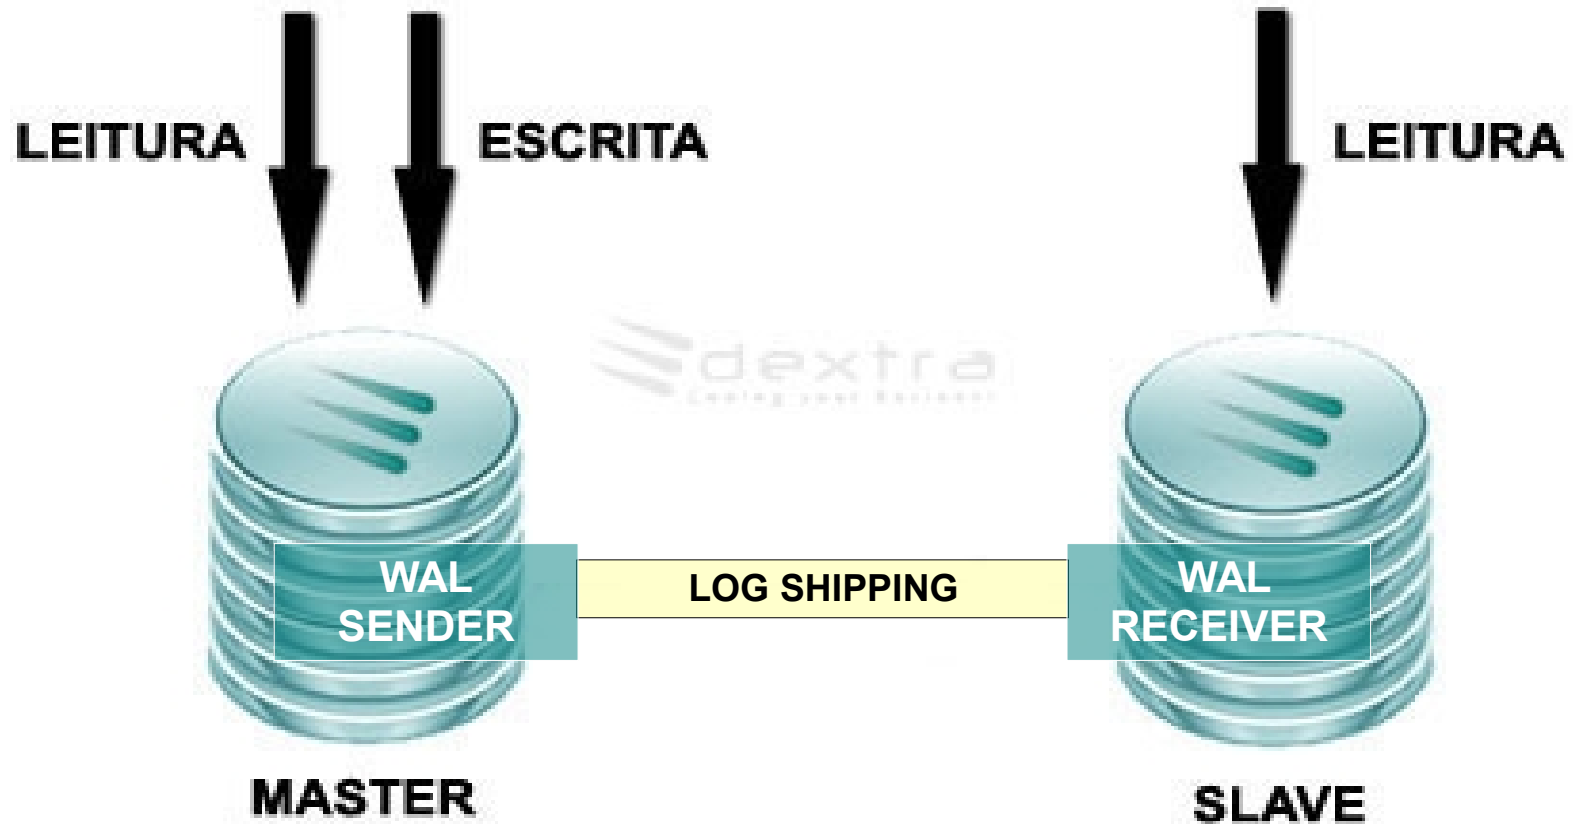 LEITURA
ESCRITA
LEITURA
dextra
WAL
SENDER
LOG SHIPPING
WAL
RECEIVER
MASTER
SLAVE